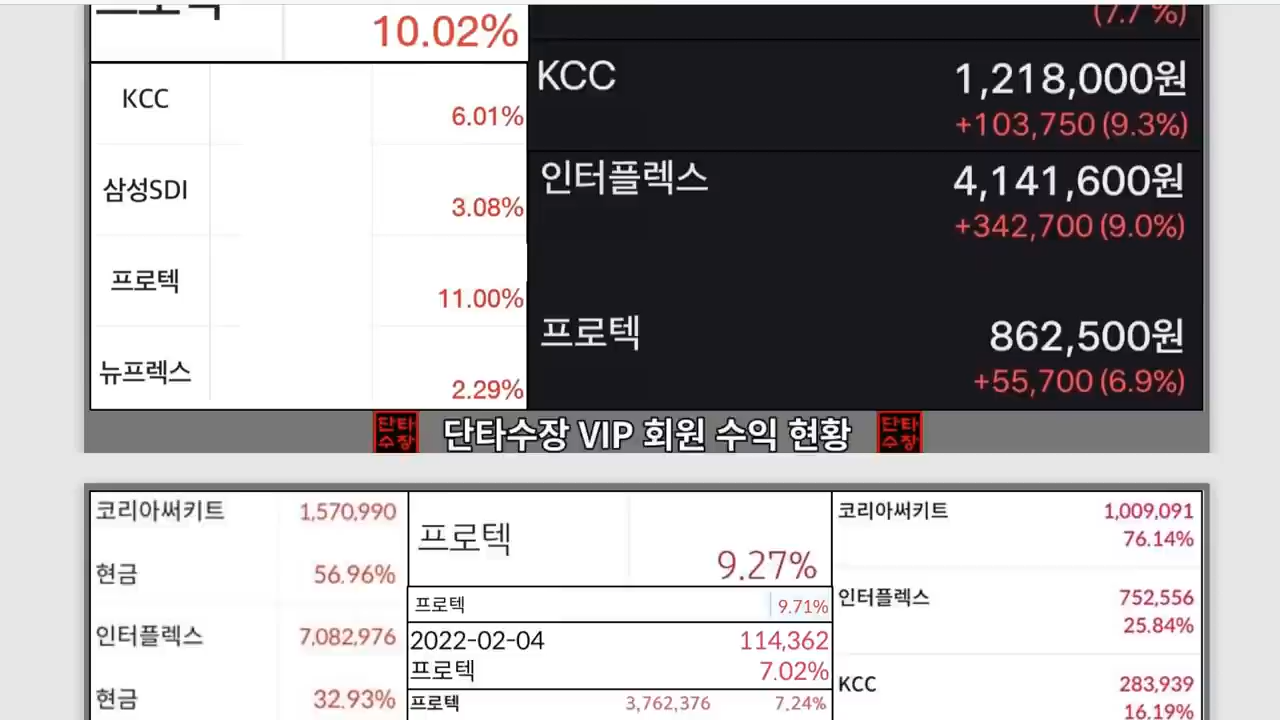 프로텍
10.02%
KCC
6.01%
삼성SDI
3.08%
프로텍
11.00%
뉴프렉스
2.29%
(7.7 %)
KCC
1,218,000원
+103,750 (9.3%)
인터플렉스
4,141,600원
+342,700 (9.0%)
프로텍
862,500원
+55,700 (6.9%)
단타
수장
단타수장 VIP 회원 수익 현황
단타
수장
코리아써키트 1,570,990
현금 56.96%
인터플렉스 7,082,976
현금 32.93%
프로텍
9.27%
프로텍 9.71%
2022-02-04 114,362
프로텍 7.02%
프로텍 3,762,376 7.24%
코리아써키트 1,009,091
76.14%
인터플렉스 752,556
25.84%
KCC 283,939
16.19%